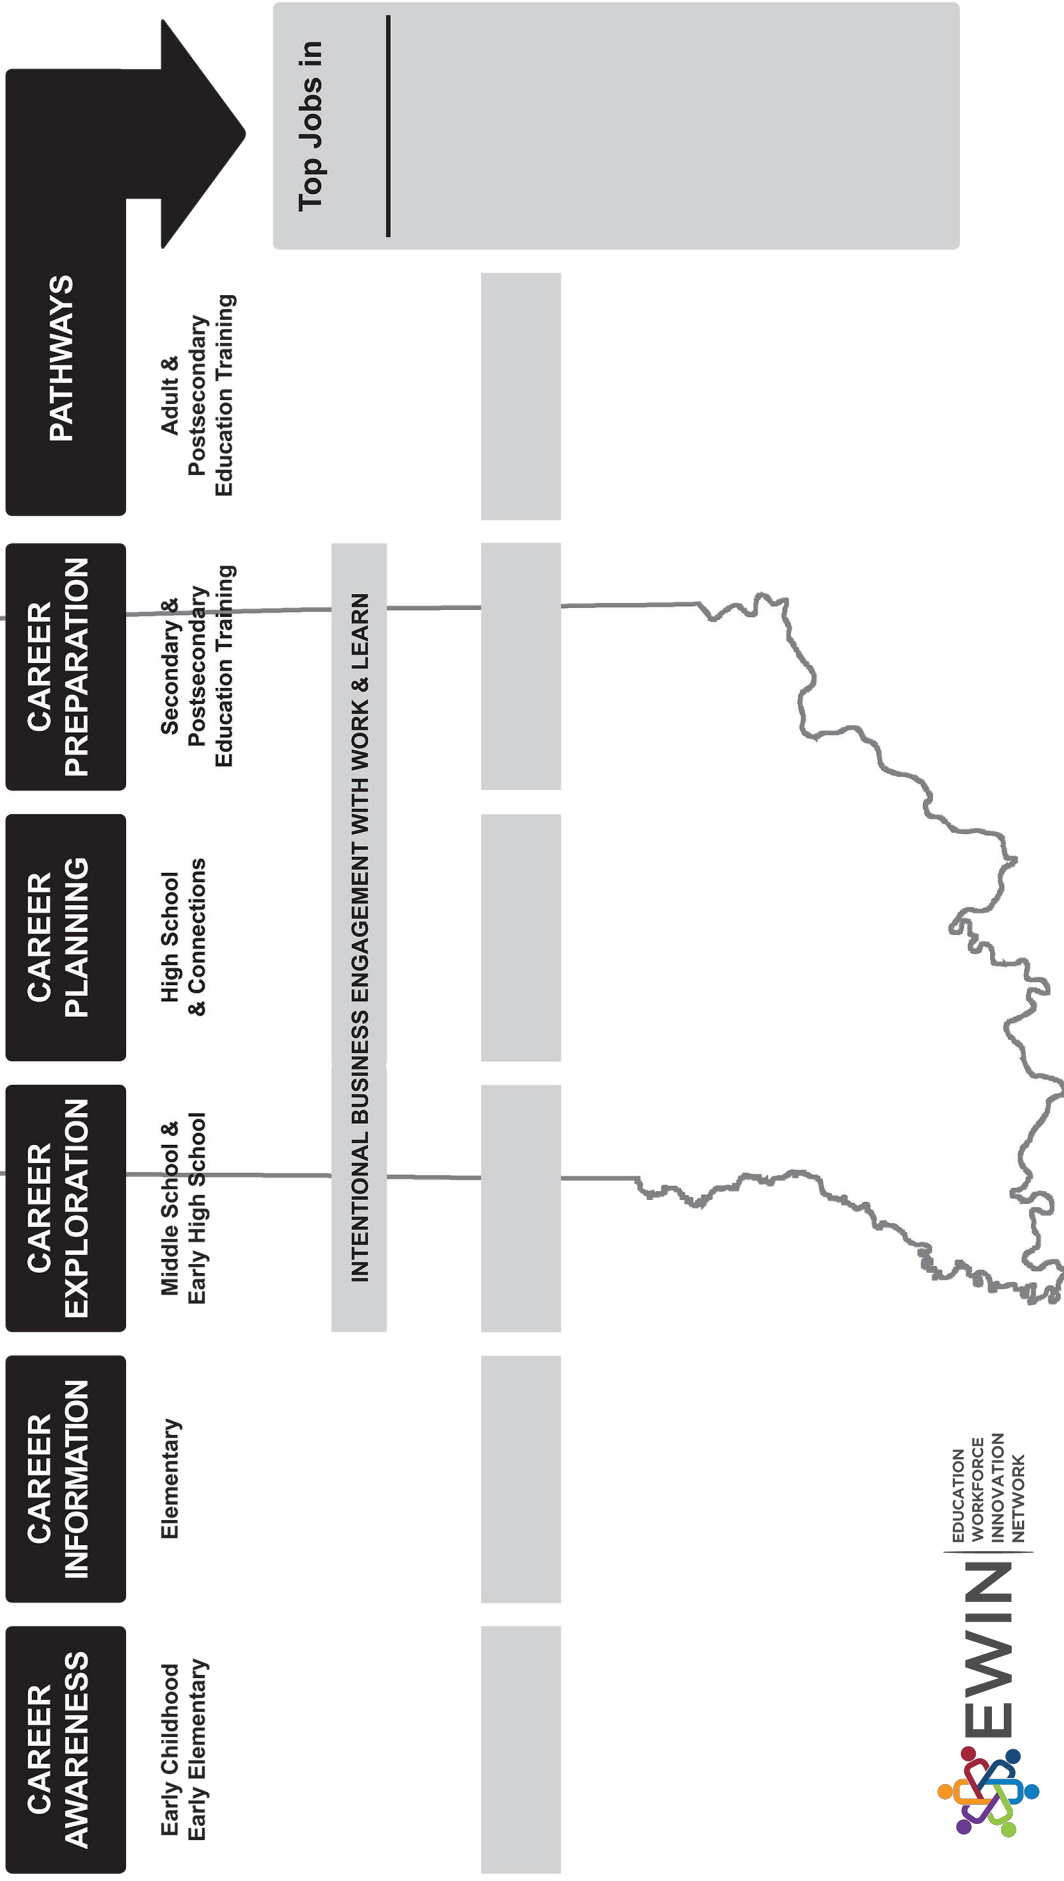 CAREER
AWARENESS
Early Childhood
Early Elementary
CAREER
INFORMATION
Elementary
CAREER
EXPLORATION
Middle School &
Early High School
CAREER
PLANNING
High School
& Connections
CAREER
PREPARATION
Secondary &
Postsecondary
Education Training
PATHWAYS
Adult &
Postsecondary
Education Training
Top Jobs in
INTENTIONAL BUSINESS ENGAGEMENT WITH WORK & LEARN
EWIN
EDUCATION
WORKFORCE
INNOVATION
NETWORK